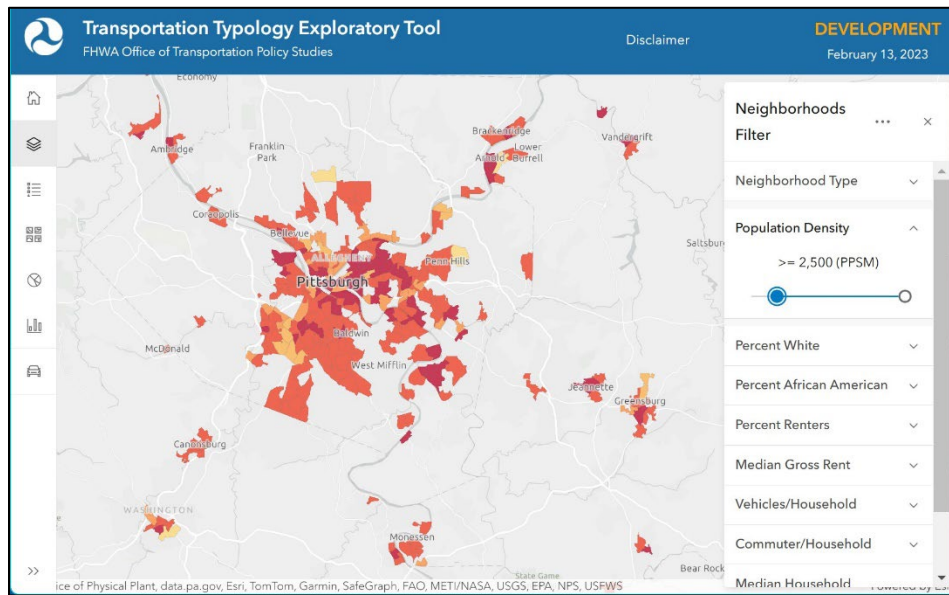 Transportation Typology Exploratory Tool
FHWA Office of Transportation Policy Studies
Disclaimer
DEVELOPMENT
February 13, 2023
Economy
Ambridge
Franklin
Park
Brackenridge
Lower
Arnold Burrell
Vandergrift
Coraopolis
Bellevue
ALLEGHENY
Penn Hills
Pittsburgh
Saltsburg
McDonald
Baldwin
West Mifflin
Jeannette
Greensburg
Canonsburg
WASHINGTON
Monessen
State Game
Bear Rock
ice of Physical Plant, data.pa.gov, Esri, TomTom, Garmin, SafeGraph, FAO, METI/NASA, USGS, EPA, NPS, USFWS
Powered by Es
Neighborhoods
Filter
Neighborhood Type
Population Density
>= 2,500 (PPSM)
Percent White
Percent African American
Percent Renters
Median Gross Rent
Vehicles/Household
Commuter/Household
Median Household